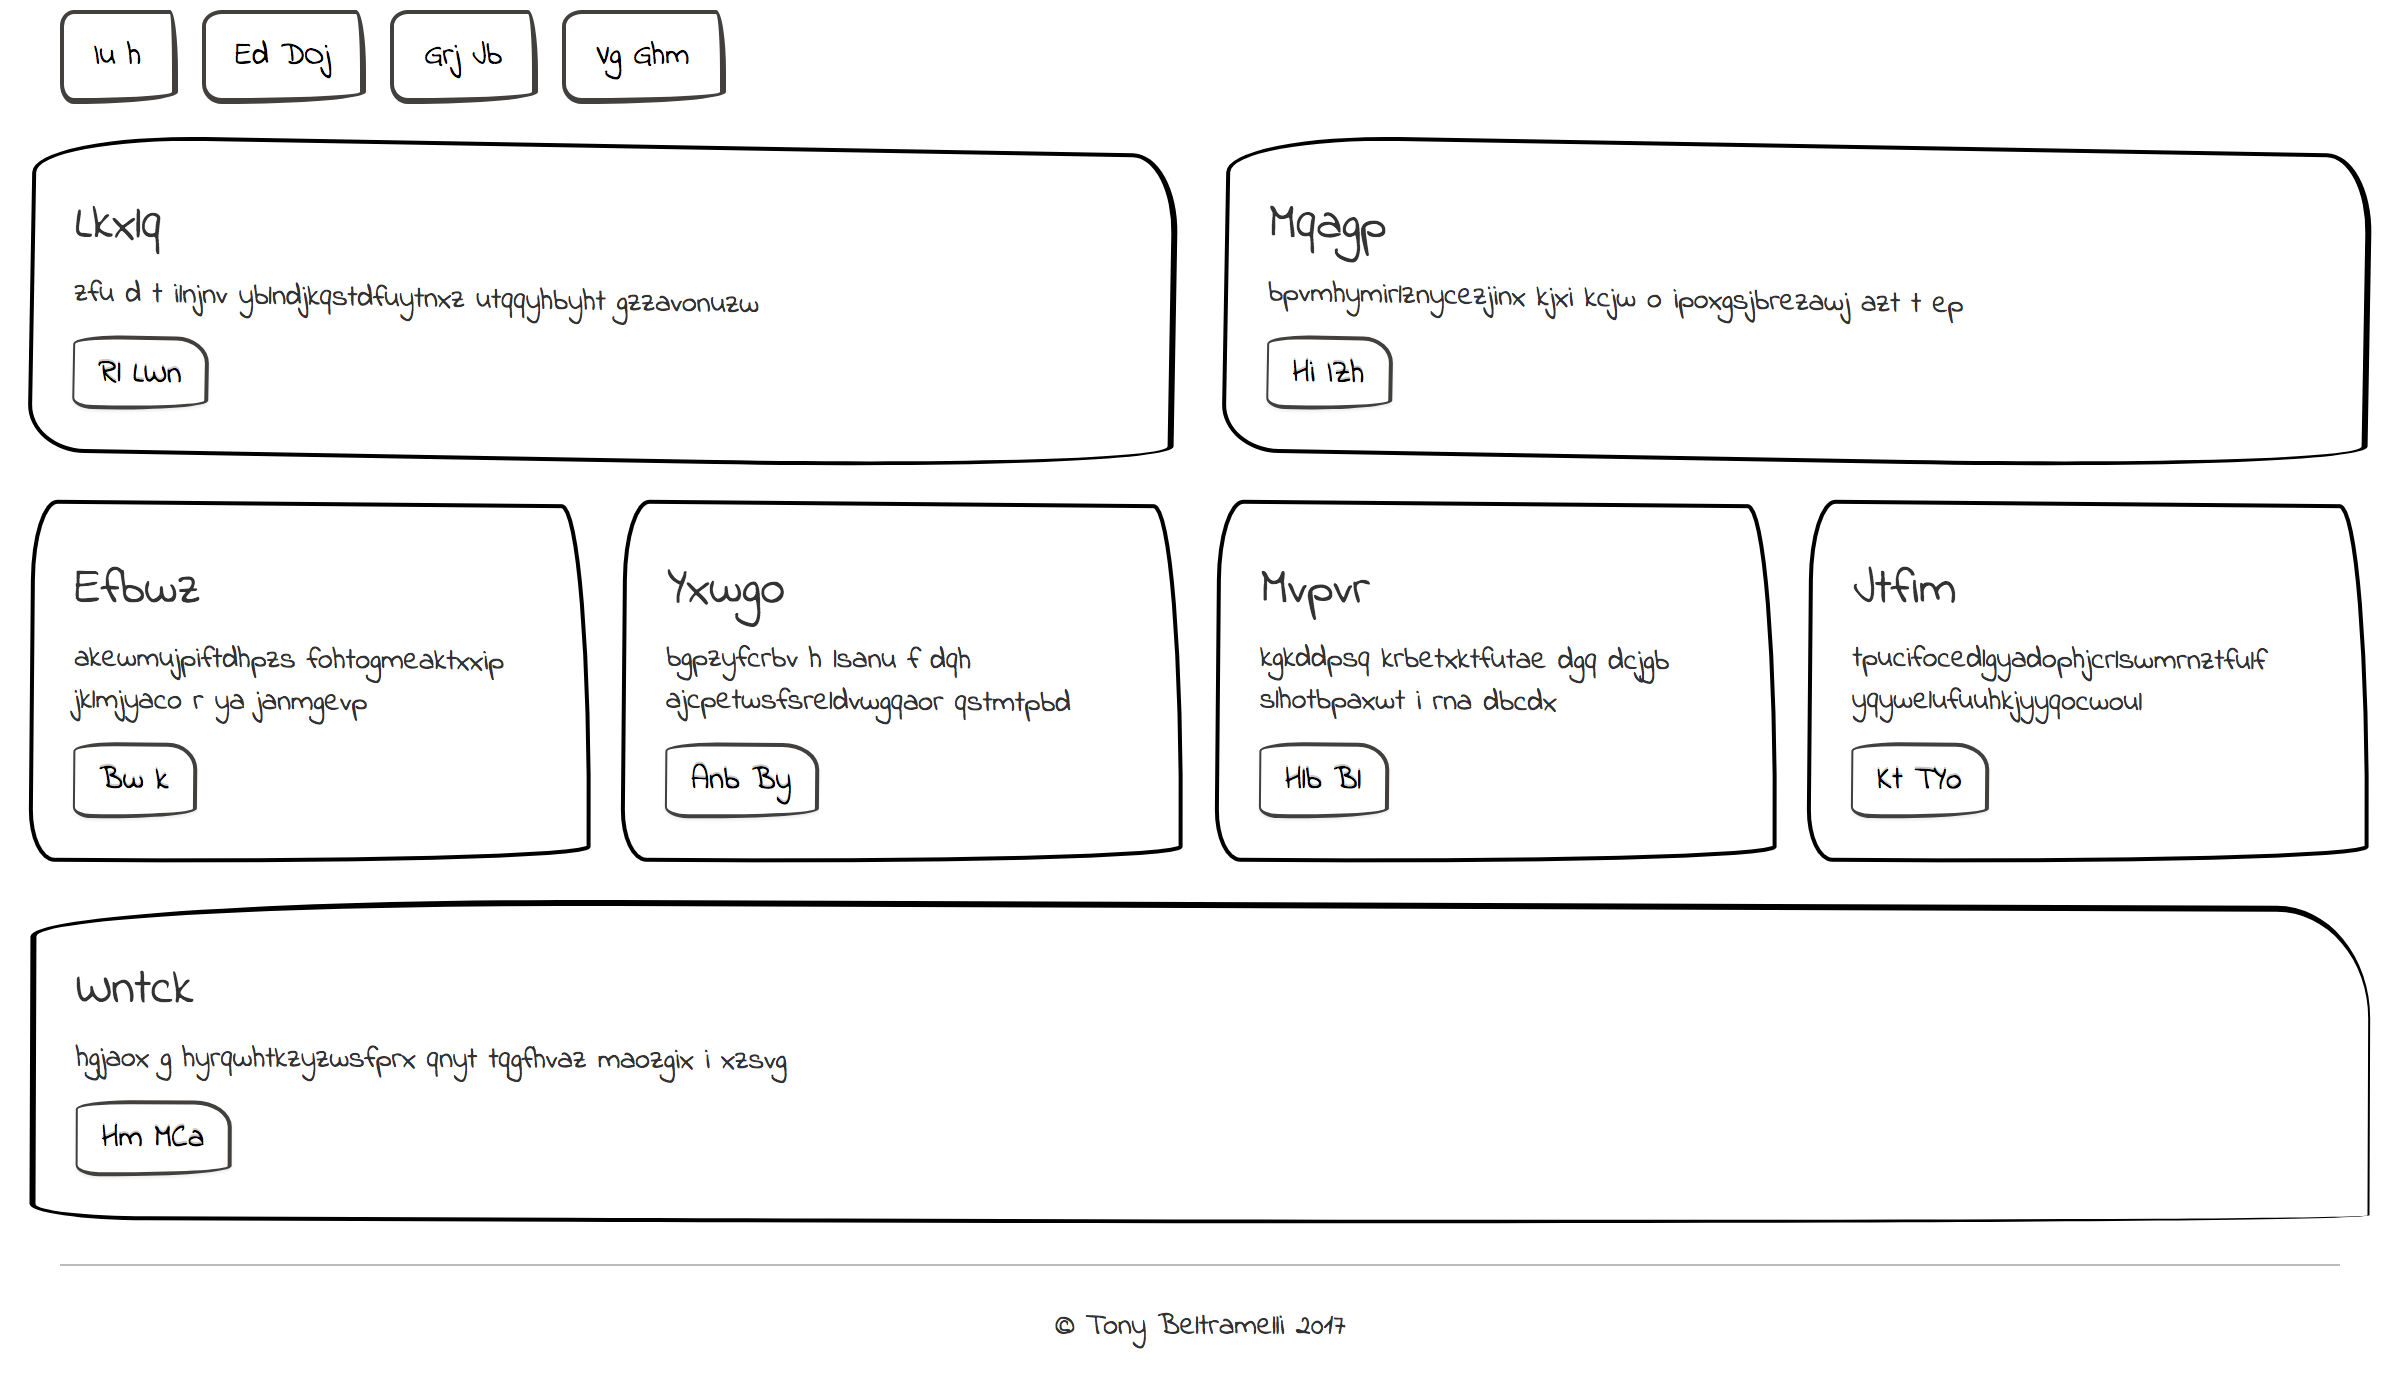 Iu h
Ed Doj
Grj Jb
Vg Ghm
Lkxlq
zfu d t ilnjnv yblndjkqstdfuytnxz utqqyhbyht gzzavonuzw
Rl LWn
Mqagp
bpvmhymirlznycezjinx kjxi kcjw o ipoxgsjbrezawj azt t ep
Hi IZh
Efbwz
akewmujpiftdhpzs fohtogmeaktxxip
jklmjyaco r ya janmgevp
Bw k
Yxwgo
bgpzyfcrbv h lsanu f dqh
ajcpetwsfsreldvwgqaor qstmtpbd
Anb By
Mvpvr
kgkddpsq krbetxktfutae dgq dcjgb
slhotbpaxwt i rna dbcdx
Hlb Bl
Jtfim
tpucifocedlgyadophjcrlswmrnztfulf
yqywelufuuhkjyyqocwoul
Kt TYo
Wntck
hgjaox g hyrqwhtkzyzwsfprx qnyt tqgfhvaz maozgix i xzsvg
Hm MCa
© Tony Beltramelli 2017